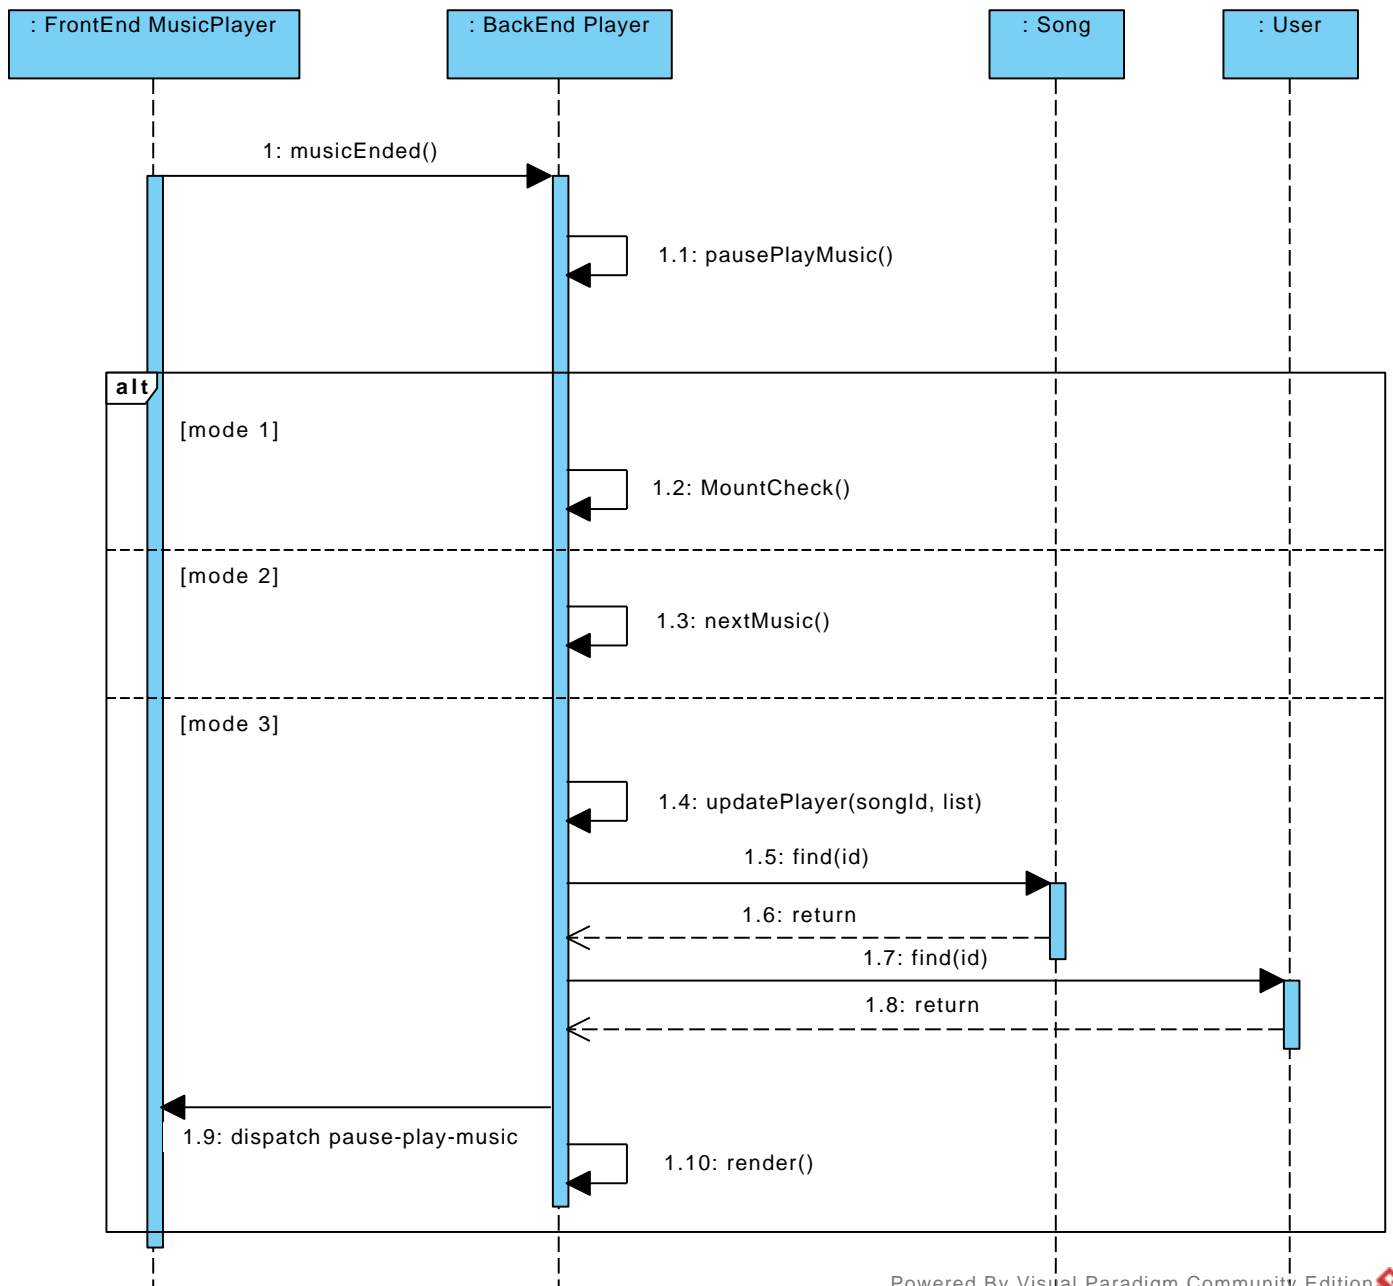 : FrontEnd MusicPlayer
: BackEnd Player
: Song
: User
1: musicEnded()
1.1: pausePlayMusic()
alt
[mode 1]
1.2: MountCheck()
[mode 2]
1.3: nextMusic()
[mode 3]
1.4: updatePlayer(songId, list)
1.5: find(id)
1.6: return
1.7: find(id)
1.8: return
1.9: dispatch pause-play-music
1.10: render()
Powered By Visual Paradigm Community Edition